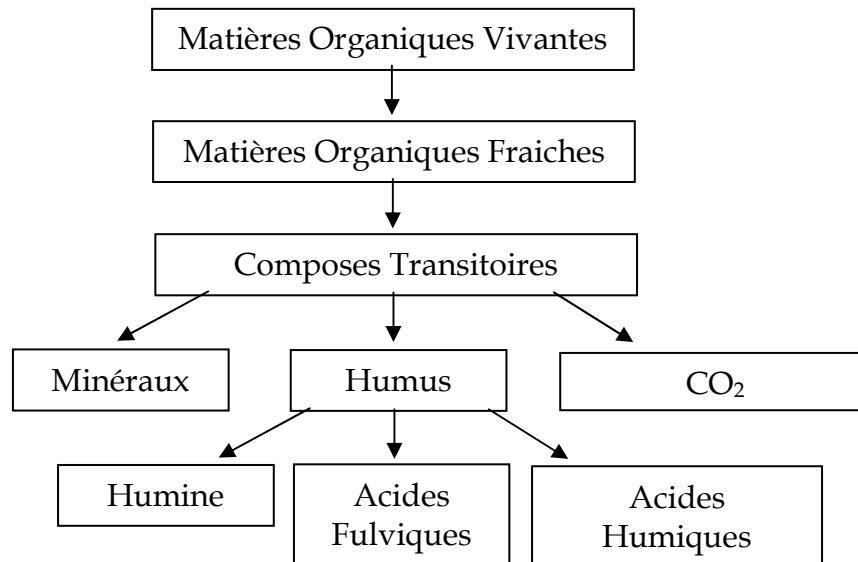 Matières Organiques Vivantes
Matières Organiques Fraiches
Composes Transitoires
Minéraux
Humus
CO₂
Humine
Acides
Fulviques
Acides
Humiques